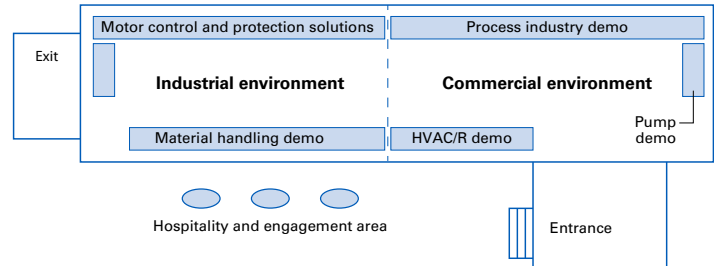 Motor control and protection solutions
Process industry demo
Exit
Industrial environment
Commercial environment
Pump
demo
Material handling demo
HVAC/R demo
Hospitality and engagement area
Entrance